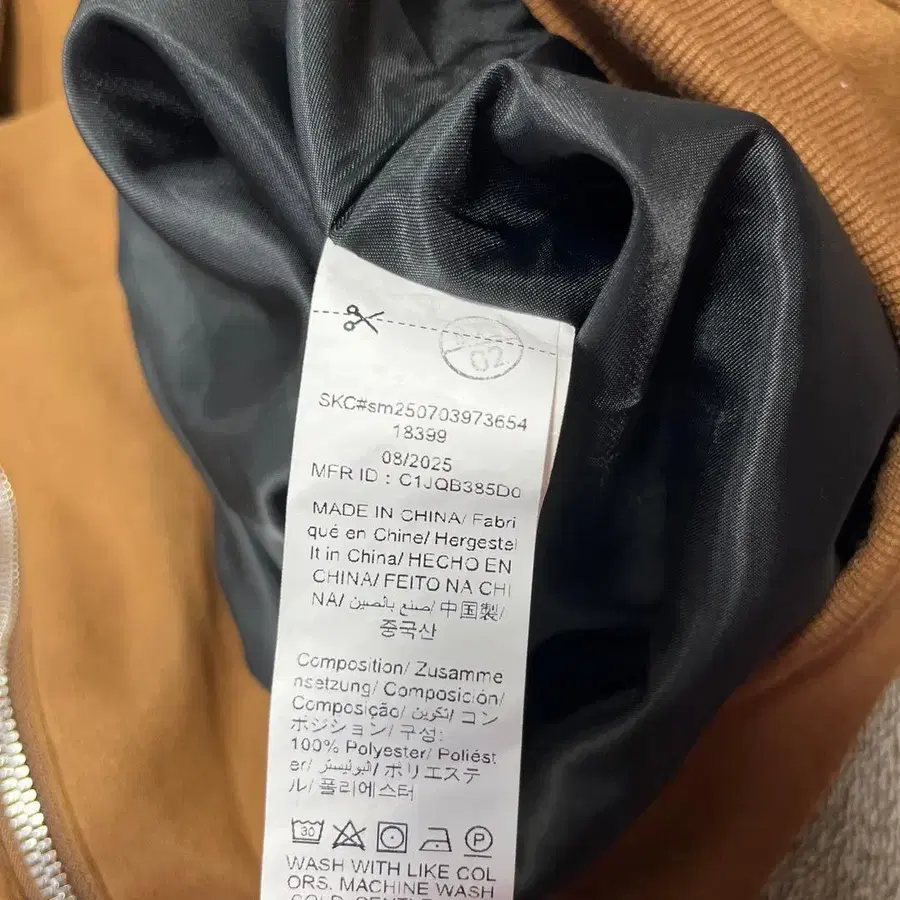 02
SKC#sm250703973654
18399
08/2025
MFR ID : C1JQB385D0
MADE IN CHINA/ Fabri
qué en Chine/ Hergestel
lt in China/ HECHO EN
CHINA/ FEITO NA CHI
NA/ صنع بالصين/ 中国製/
중국산
Composition/ Zusamme
nsetzung/ Composición/
Composição/ تكوين/ コン
ポジション/ 구성:
100% Polyester/ Poliést
er/ البوليستر/ ポリエステ
ル/ 폴리에스터
30 P
WASH WITH LIKE COL
ORS. MACHINE WASH